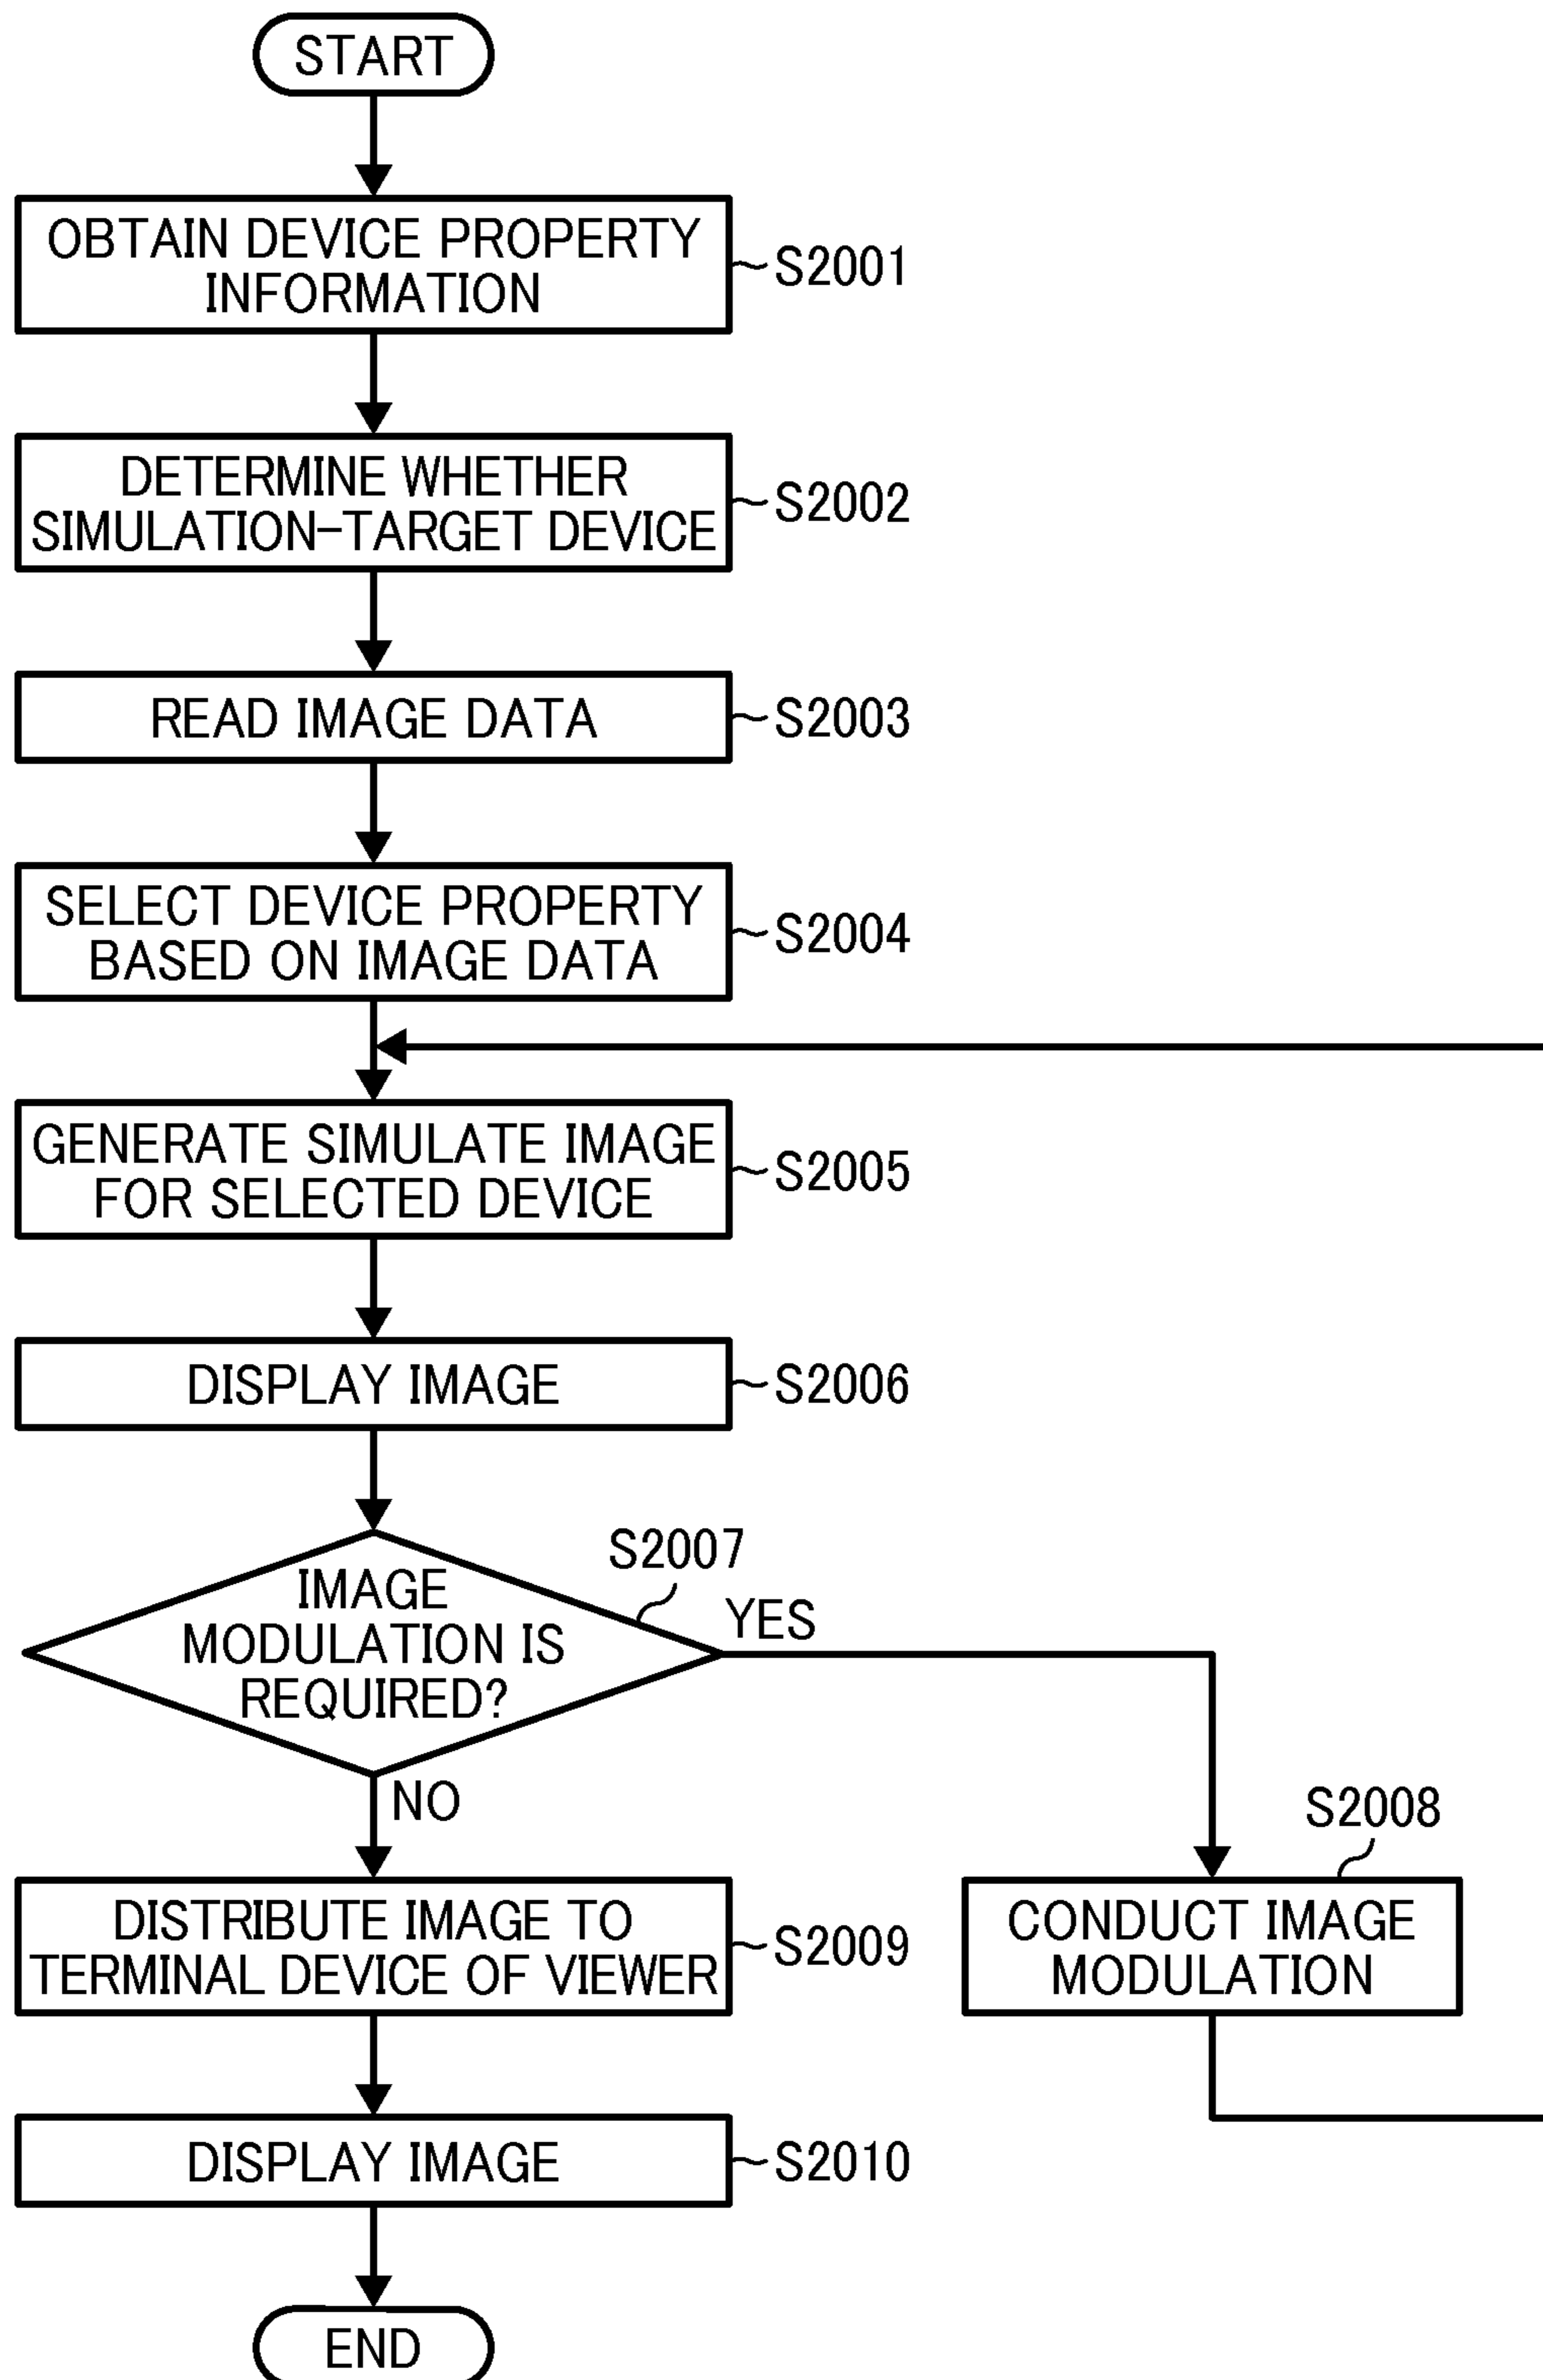 START
OBTAIN DEVICE PROPERTY
INFORMATION
S2001
DETERMINE WHETHER
SIMULATION-TARGET DEVICE
S2002
READ IMAGE DATA
S2003
SELECT DEVICE PROPERTY
BASED ON IMAGE DATA
S2004
GENERATE SIMULATE IMAGE
FOR SELECTED DEVICE
S2005
DISPLAY IMAGE
S2006
S2007
IMAGE
MODULATION IS
REQUIRED?
YES
NO
S2008
CONDUCT IMAGE
MODULATION
DISTRIBUTE IMAGE TO
TERMINAL DEVICE OF VIEWER
S2009
DISPLAY IMAGE
S2010
END